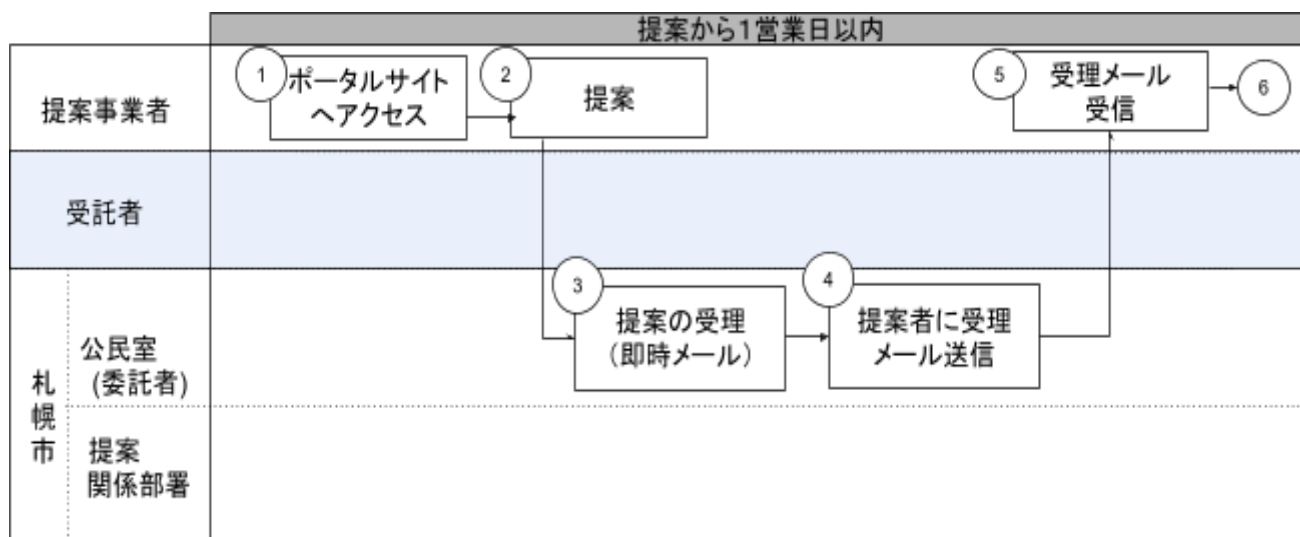 提案から1営業日以内
提案事業者
1
ポータルサイト
へアクセス
2
提案
5
受理メール
受信
6
受託者
札幌市
公民室
(委託者)
3
提案の受理
(即時メール)
4
提案者に受理
メール送信
提案
関係部署